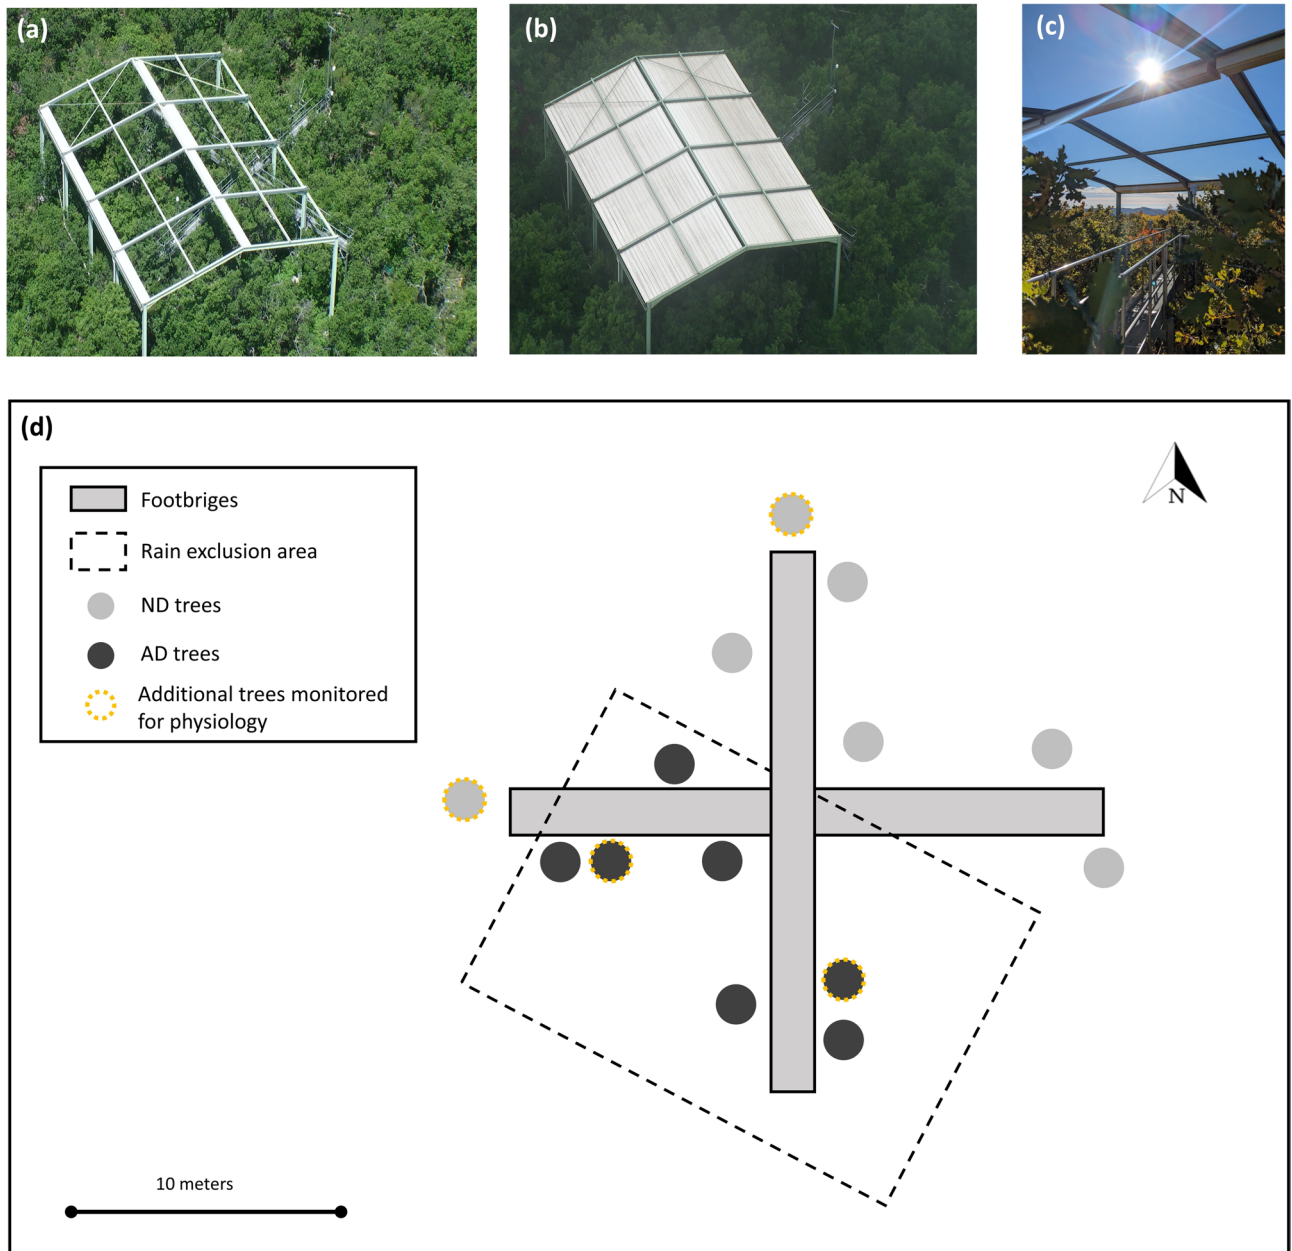 (a)
(b)
(c)
(d)
Footbriges
Rain exclusion area
ND trees
AD trees
Additional trees monitored
for physiology
N
10 meters